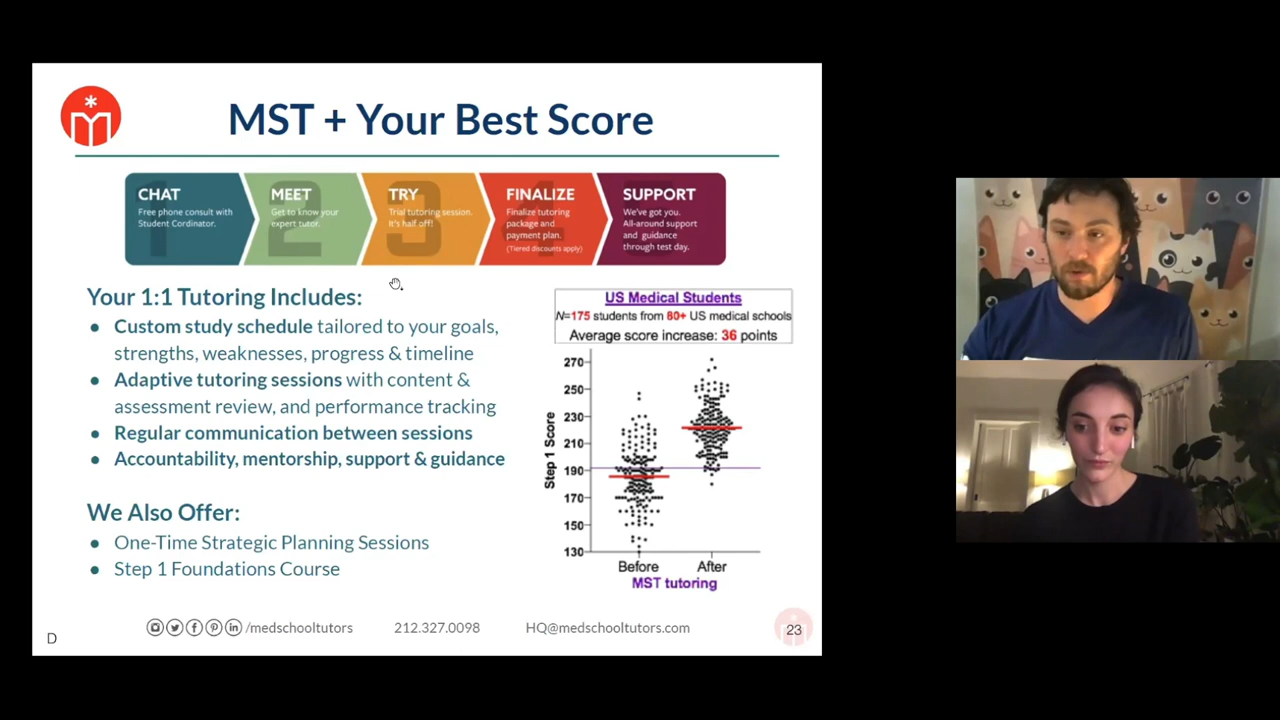 MST + Your Best Score
1
CHAT
Free phone consult with
Student Cordinator.
2
MEET
Get to know your
expert tutor.
3
TRY
Trial tutoring session.
It's half off!
4
FINALIZE
Finalize tutoring
package and
payment plan.
(Tiered discounts apply)
5
SUPPORT
We've got you.
All-around support
and guidance
through test day.
Your 1:1 Tutoring Includes:
● Custom study schedule tailored to your goals,
strengths, weaknesses, progress & timeline
● Adaptive tutoring sessions with content &
assessment review, and performance tracking
● Regular communication between sessions
● Accountability, mentorship, support & guidance
We Also Offer:
● One-Time Strategic Planning Sessions
● Step 1 Foundations Course
US Medical Students
N=175 students from 80+ US medical schools
Average score increase: 36 points
Step 1 Score
270
250
230
210
190
170
150
130
Before After
MST tutoring
/medschooltutors 212.327.0098 HQ@medschooltutors.com
23
D